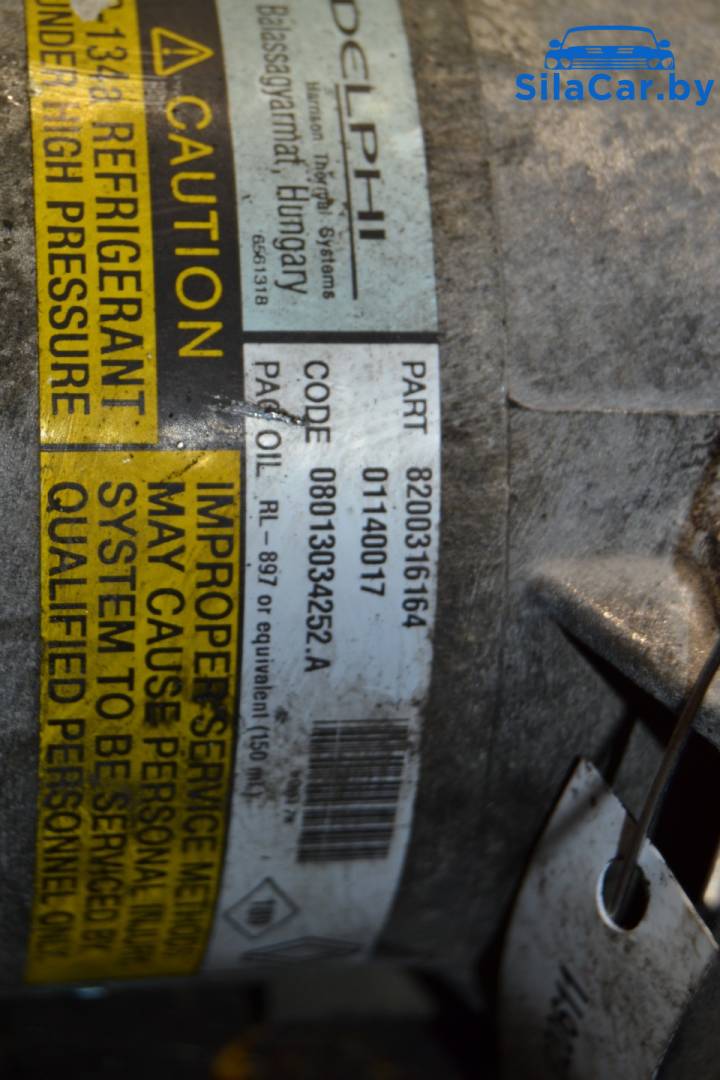 SilaCar.by
DELPHI
Harrison Thermal Systems
Balassagyarmat, Hungary
6561318
CAUTION
R-134a REFRIGERANT
UNDER HIGH PRESSURE
PART 8200316164
01140017
CODE 08013034252.A
PAG OIL RL-897 or equivalent (150 mL)
IMPROPER SERVICE METHODS
MAY CAUSE PERSONAL INJURY
SYSTEM TO BE SERVICED BY
QUALIFIED PERSONNEL ONLY